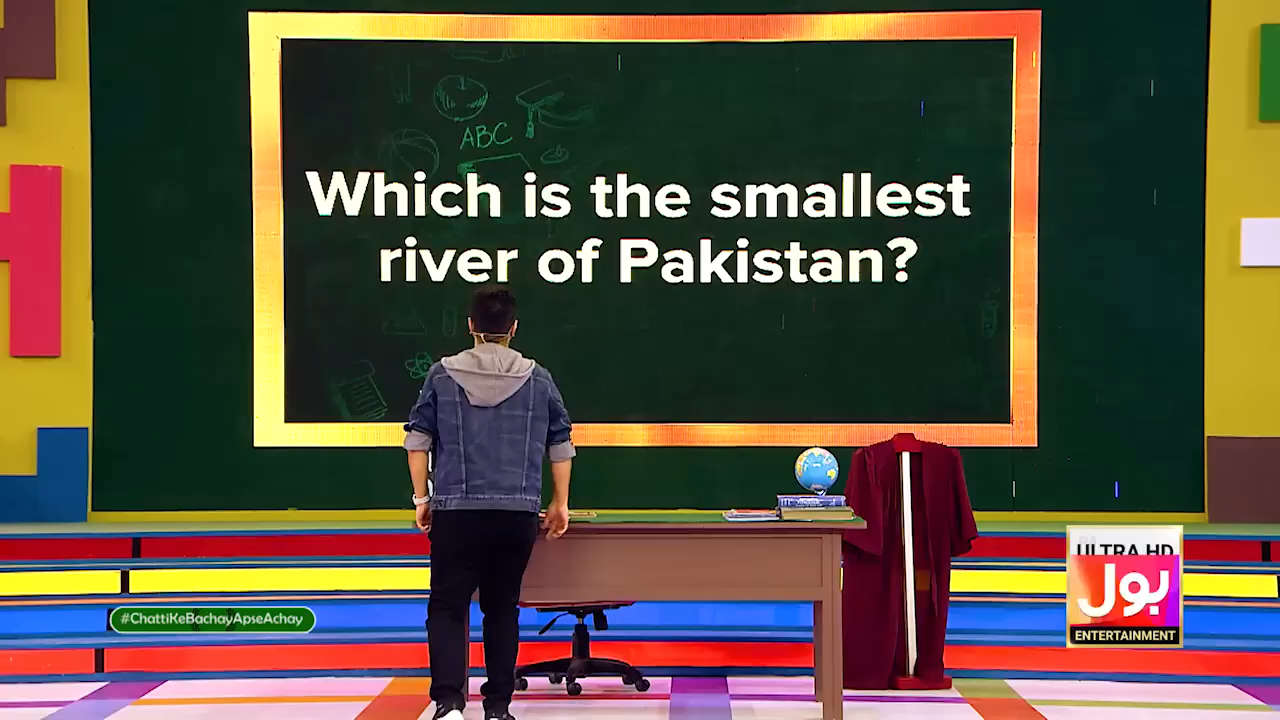 ABC
Which is the smallest
river of Pakistan?
#ChattiKeBachayApseAchay
ULTRA HD
بول
ENTERTAINMENT